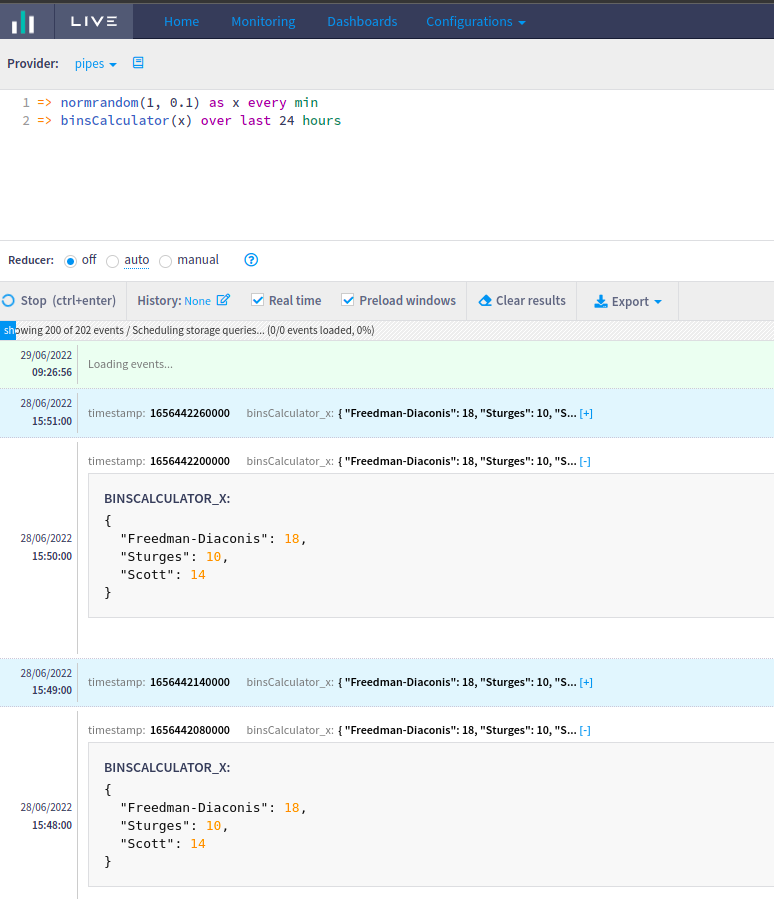 LIVE Home Monitoring Dashboards Configurations
Provider: pipes
1 => normrandom(1, 0.1) as x every min
2 => binsCalculator(x) over last 24 hours
Reducer: off auto manual ?
Stop (ctrl+enter) History: None Real time Preload windows Clear results Export
showing 200 of 202 events / Scheduling storage queries... (0/0 events loaded, 0%)
29/06/2022
09:26:56
Loading events...
28/06/2022
15:51:00
timestamp: 1656442260000 binsCalculator_x: { "Freedman-Diaconis": 18, "Sturges": 10, "S... [+]
timestamp: 1656442200000 binsCalculator_x: { "Freedman-Diaconis": 18, "Sturges": 10, "S... [-]
28/06/2022
15:50:00
BINSCALCULATOR_X:
{
"Freedman-Diaconis": 18,
"Sturges": 10,
"Scott": 14
}
28/06/2022
15:49:00
timestamp: 1656442140000 binsCalculator_x: { "Freedman-Diaconis": 18, "Sturges": 10, "S... [+]
timestamp: 1656442080000 binsCalculator_x: { "Freedman-Diaconis": 18, "Sturges": 10, "S... [-]
28/06/2022
15:48:00
BINSCALCULATOR_X:
{
"Freedman-Diaconis": 18,
"Sturges": 10,
"Scott": 14
}